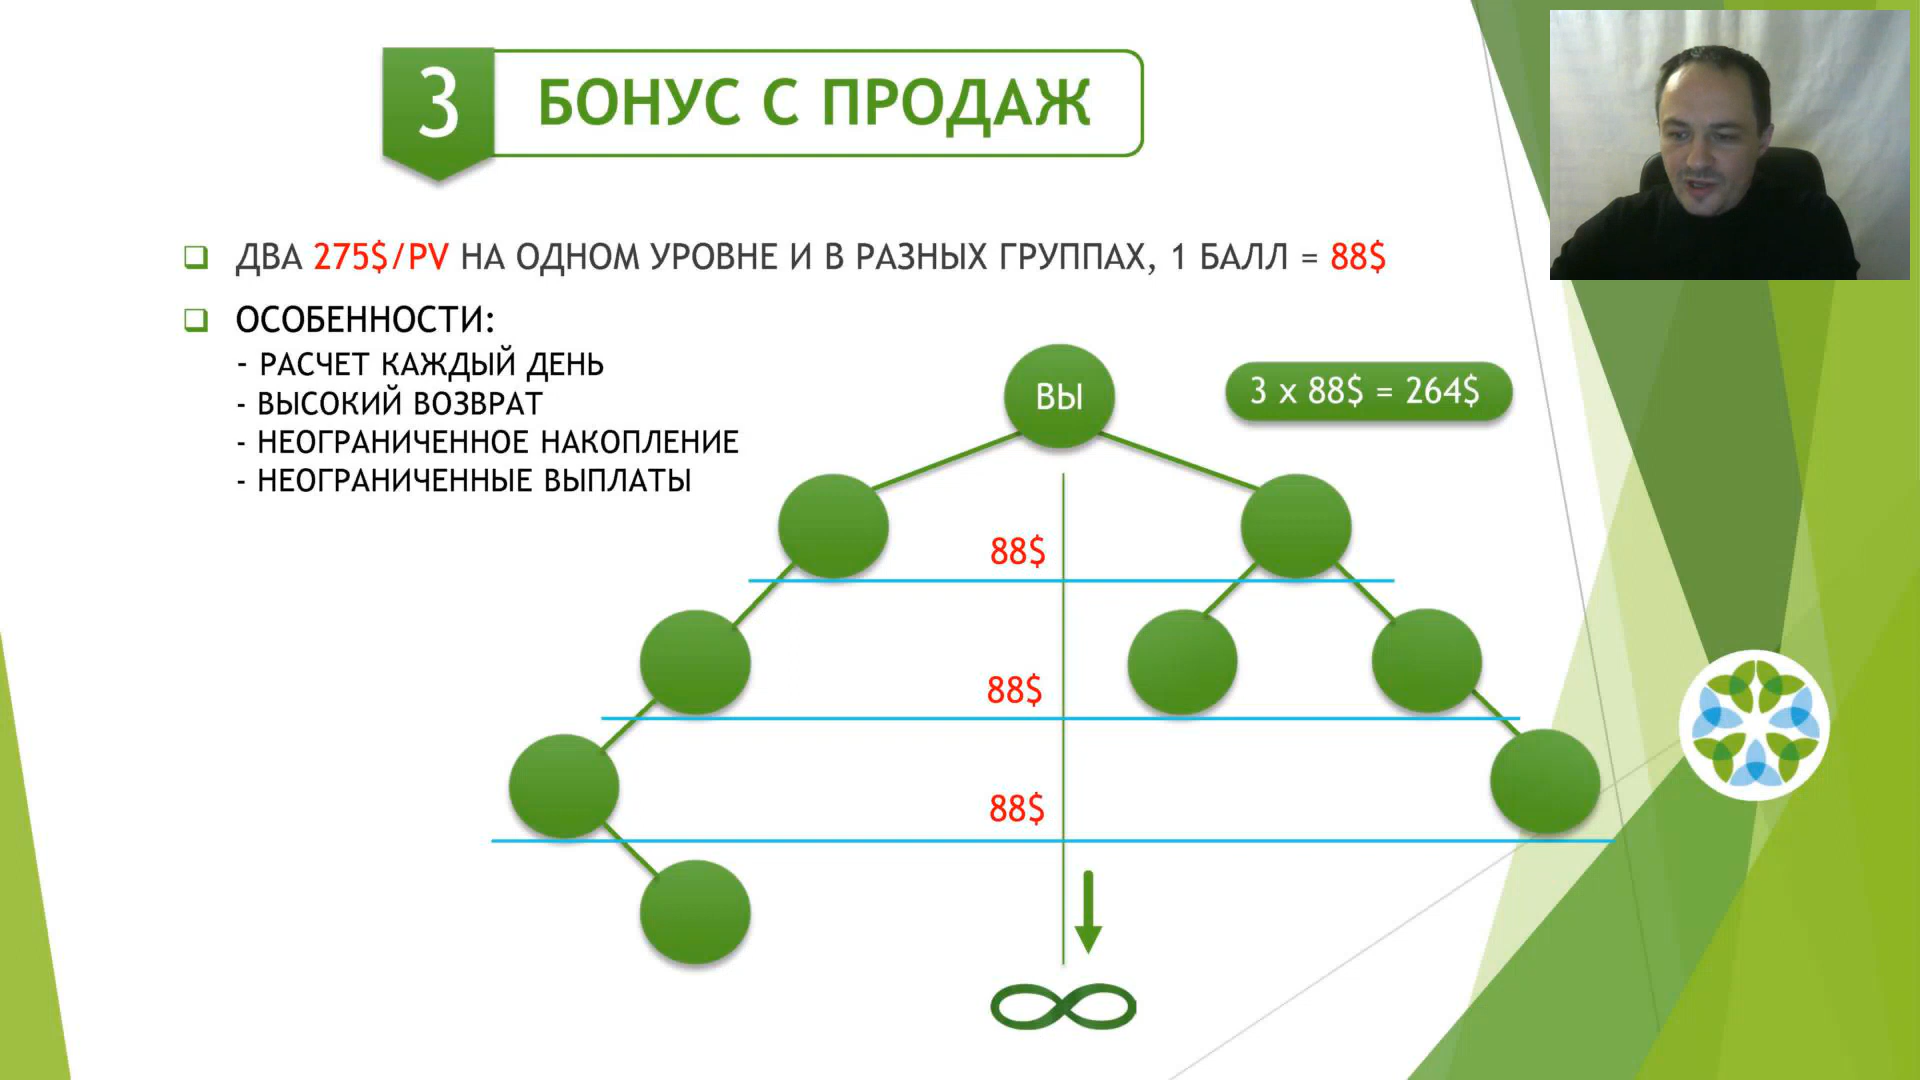 3
БОНУС С ПРОДАЖ
ДВА 275$/PV НА ОДНОМ УРОВНЕ И В РАЗНЫХ ГРУППАХ, 1 БАЛЛ = 88$
ОСОБЕННОСТИ:
- РАСЧЕТ КАЖДЫЙ ДЕНЬ
- ВЫСОКИЙ ВОЗВРАТ
- НЕОГРАНИЧЕННОЕ НАКОПЛЕНИЕ
- НЕОГРАНИЧЕННЫЕ ВЫПЛАТЫ
ВЫ
3 x 88$ = 264$
88$
88$
88$